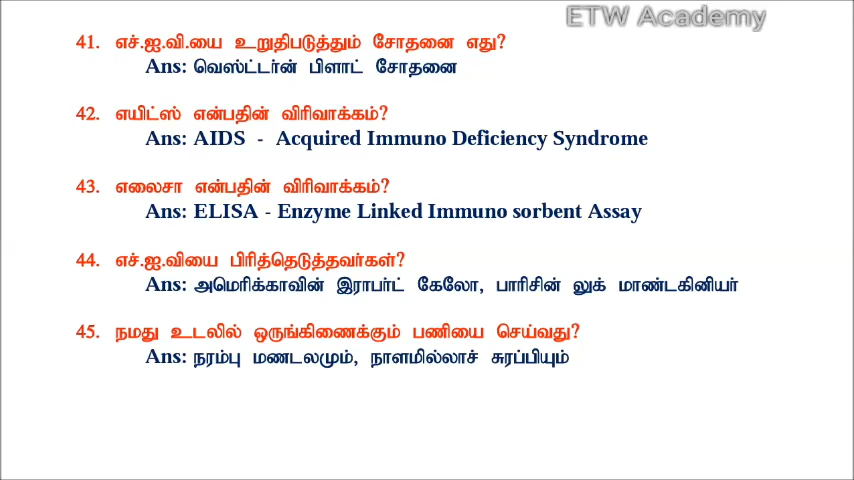 ETW Academy
41. எச்.ஐ.வி.யை உறுதிபடுத்தும் சோதனை எது?
Ans: வெஸ்ட்டர்ன் பிளாட் சோதனை
42. எயிட்ஸ் என்பதின் விரிவாக்கம்?
Ans: AIDS - Acquired Immuno Deficiency Syndrome
43. எலைசா என்பதின் விரிவாக்கம்?
Ans: ELISA - Enzyme Linked Immuno sorbent Assay
44. எச்.ஐ.வியை பிரித்தெடுத்தவர்கள்?
Ans: அமெரிக்காவின் இராபர்ட் கேலோ, பாரிசின் லுக் மாண்டகினியர்
45. நமது உடலில் ஒருங்கிணைக்கும் பணியை செய்வது?
Ans: நரம்பு மணடலமும், நாளமில்லாச் சுரப்பியும்